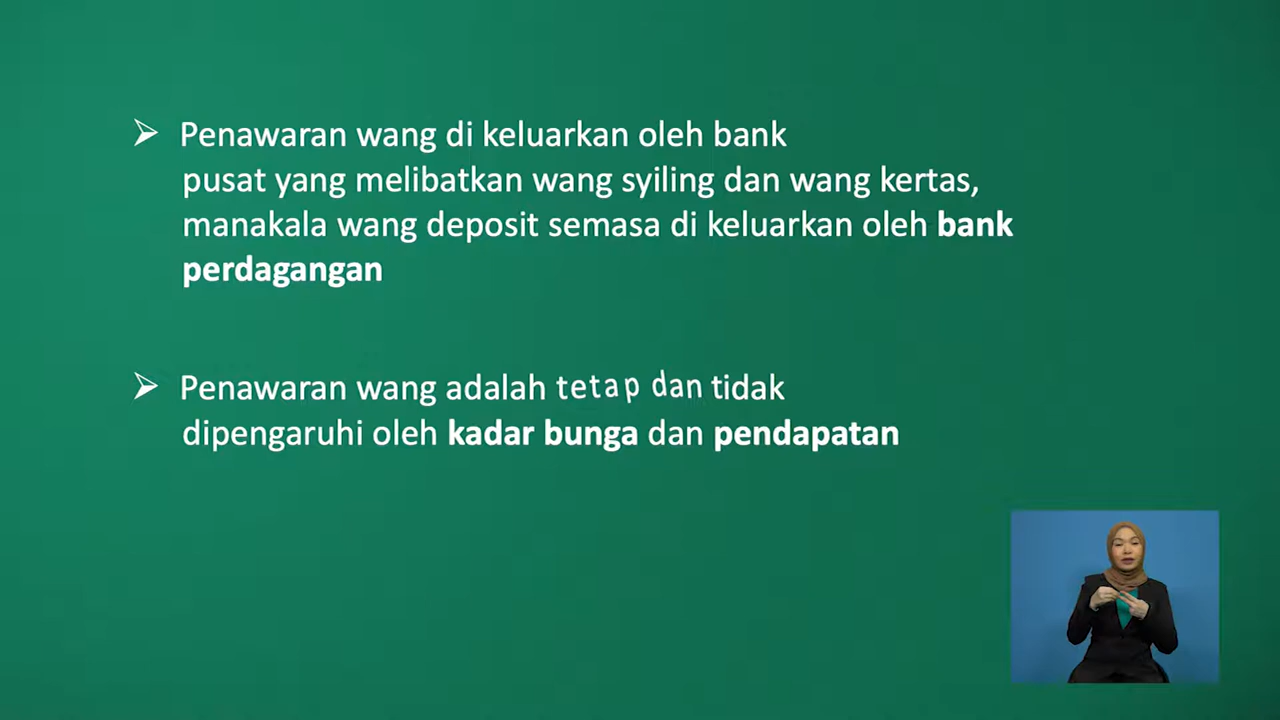 ➢ Penawaran wang di keluarkan oleh bank
pusat yang melibatkan wang syiling dan wang kertas,
manakala wang deposit semasa di keluarkan oleh bank
perdagangan
➢ Penawaran wang adalah tetap dan tidak
dipengaruhi oleh kadar bunga dan pendapatan